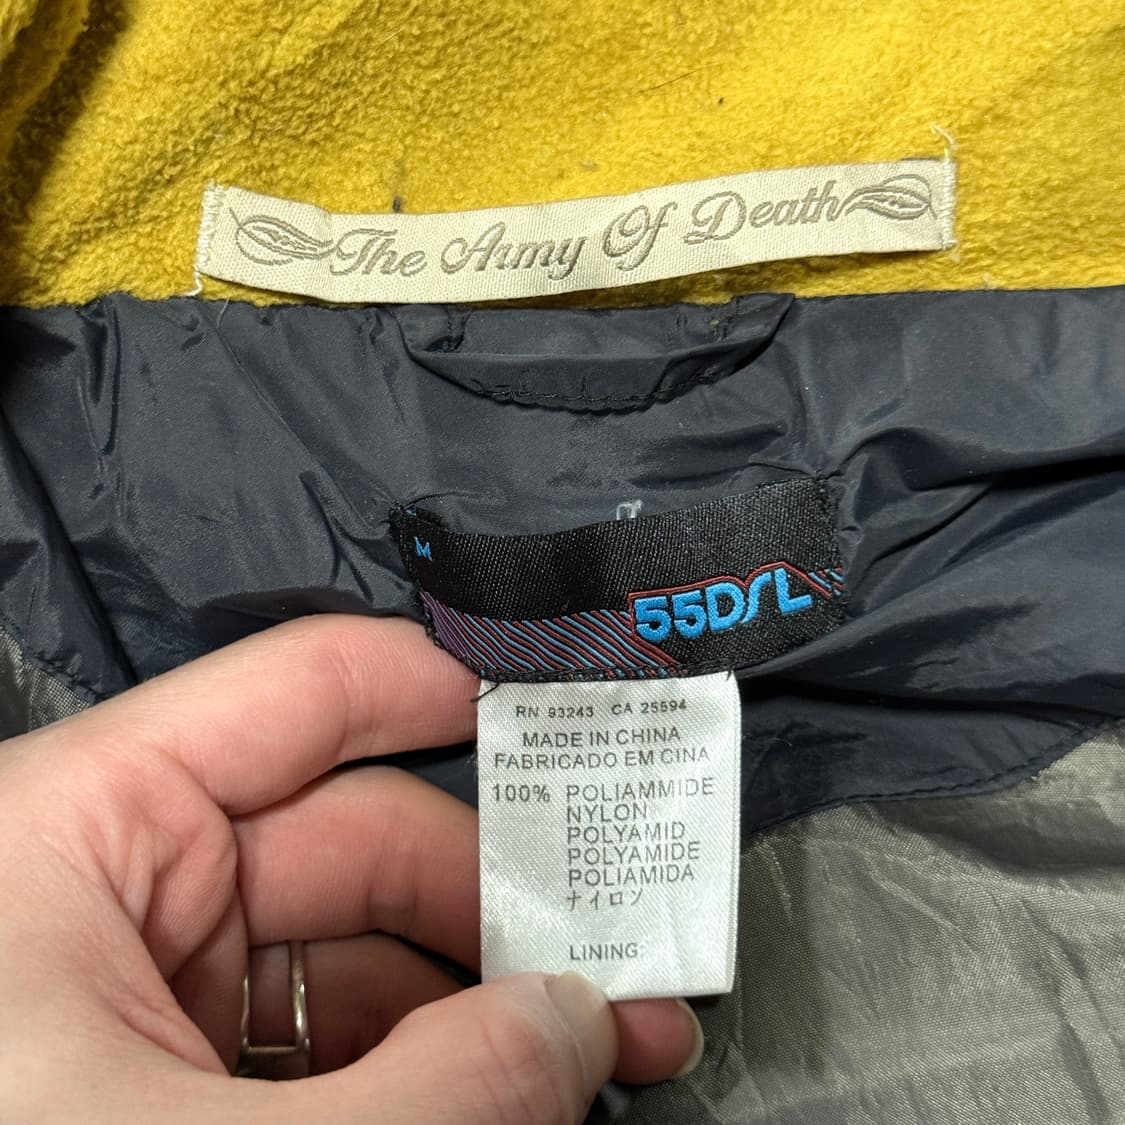 The Army Of Death
M
55DSL
RN 93243 CA 25594
MADE IN CHINA
FABRICADO EM CINA
100% POLIAMMIDE
NYLON
POLYAMID
POLYAMIDE
POLIAMIDA
ナイロン
LINING: